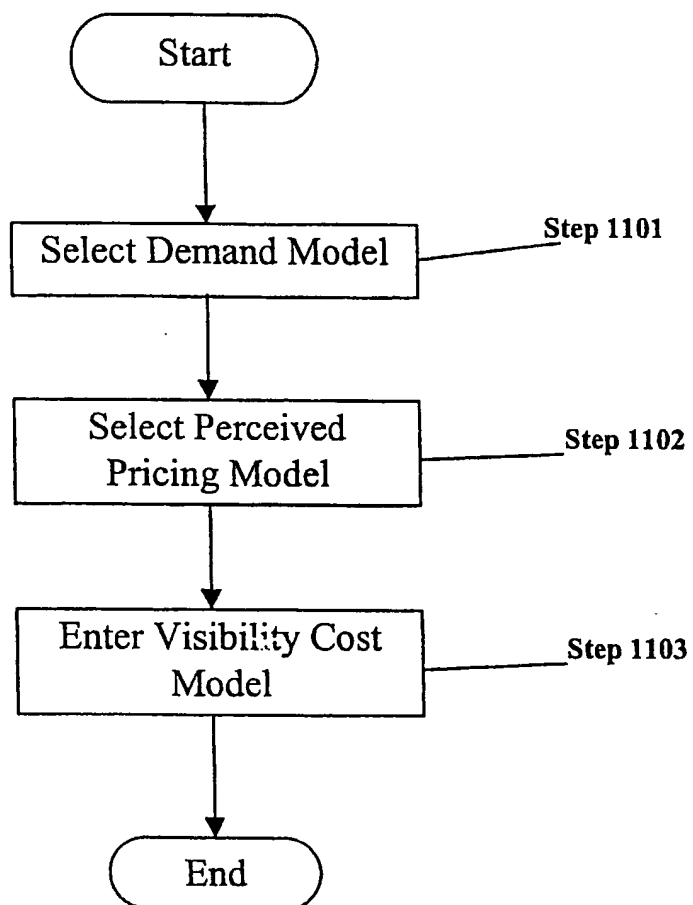 Start
Select Demand Model
Step 1101
Select Perceived
Pricing Model
Step 1102
Enter Visibility Cost
Model
Step 1103
End